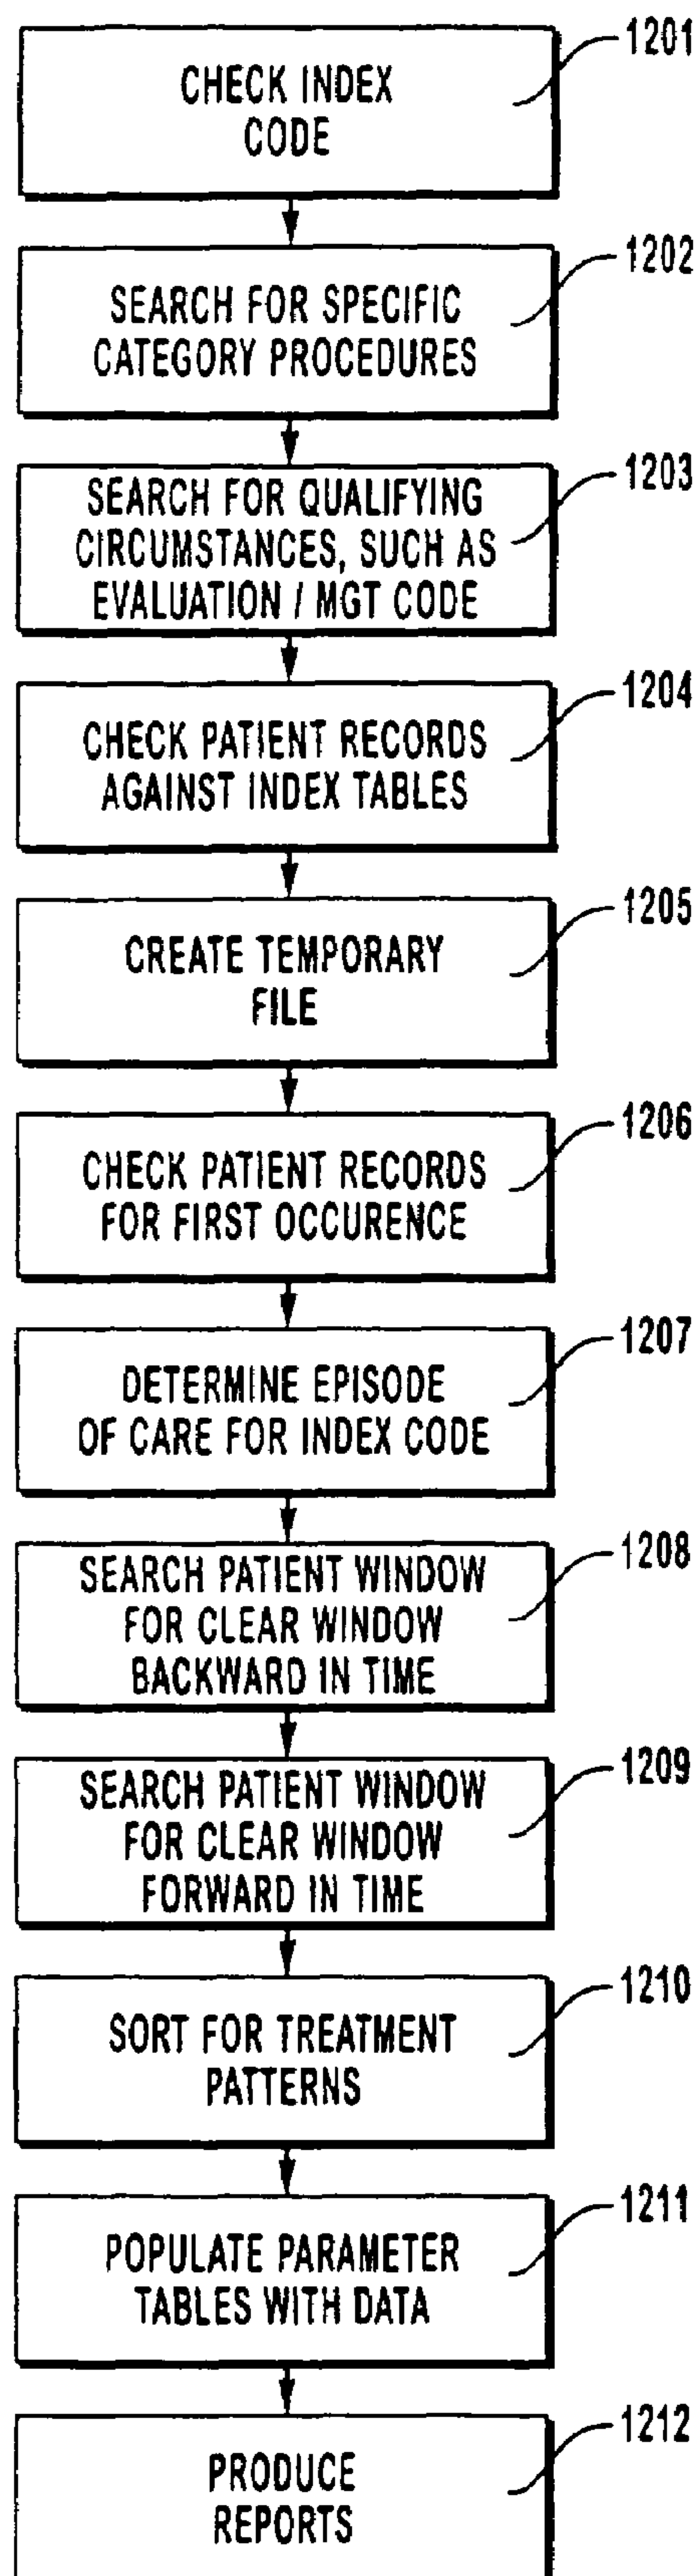 1201
CHECK INDEX
CODE
1202
SEARCH FOR SPECIFIC
CATEGORY PROCEDURES
1203
SEARCH FOR QUALIFYING
CIRCUMSTANCES, SUCH AS
EVALUATION / MGT CODE
1204
CHECK PATIENT RECORDS
AGAINST INDEX TABLES
1205
CREATE TEMPORARY
FILE
1206
CHECK PATIENT RECORDS
FOR FIRST OCCURENCE
1207
DETERMINE EPISODE
OF CARE FOR INDEX CODE
1208
SEARCH PATIENT WINDOW
FOR CLEAR WINDOW
BACKWARD IN TIME
1209
SEARCH PATIENT WINDOW
FOR CLEAR WINDOW
FORWARD IN TIME
1210
SORT FOR TREATMENT
PATTERNS
1211
POPULATE PARAMETER
TABLES WITH DATA
1212
PRODUCE
REPORTS